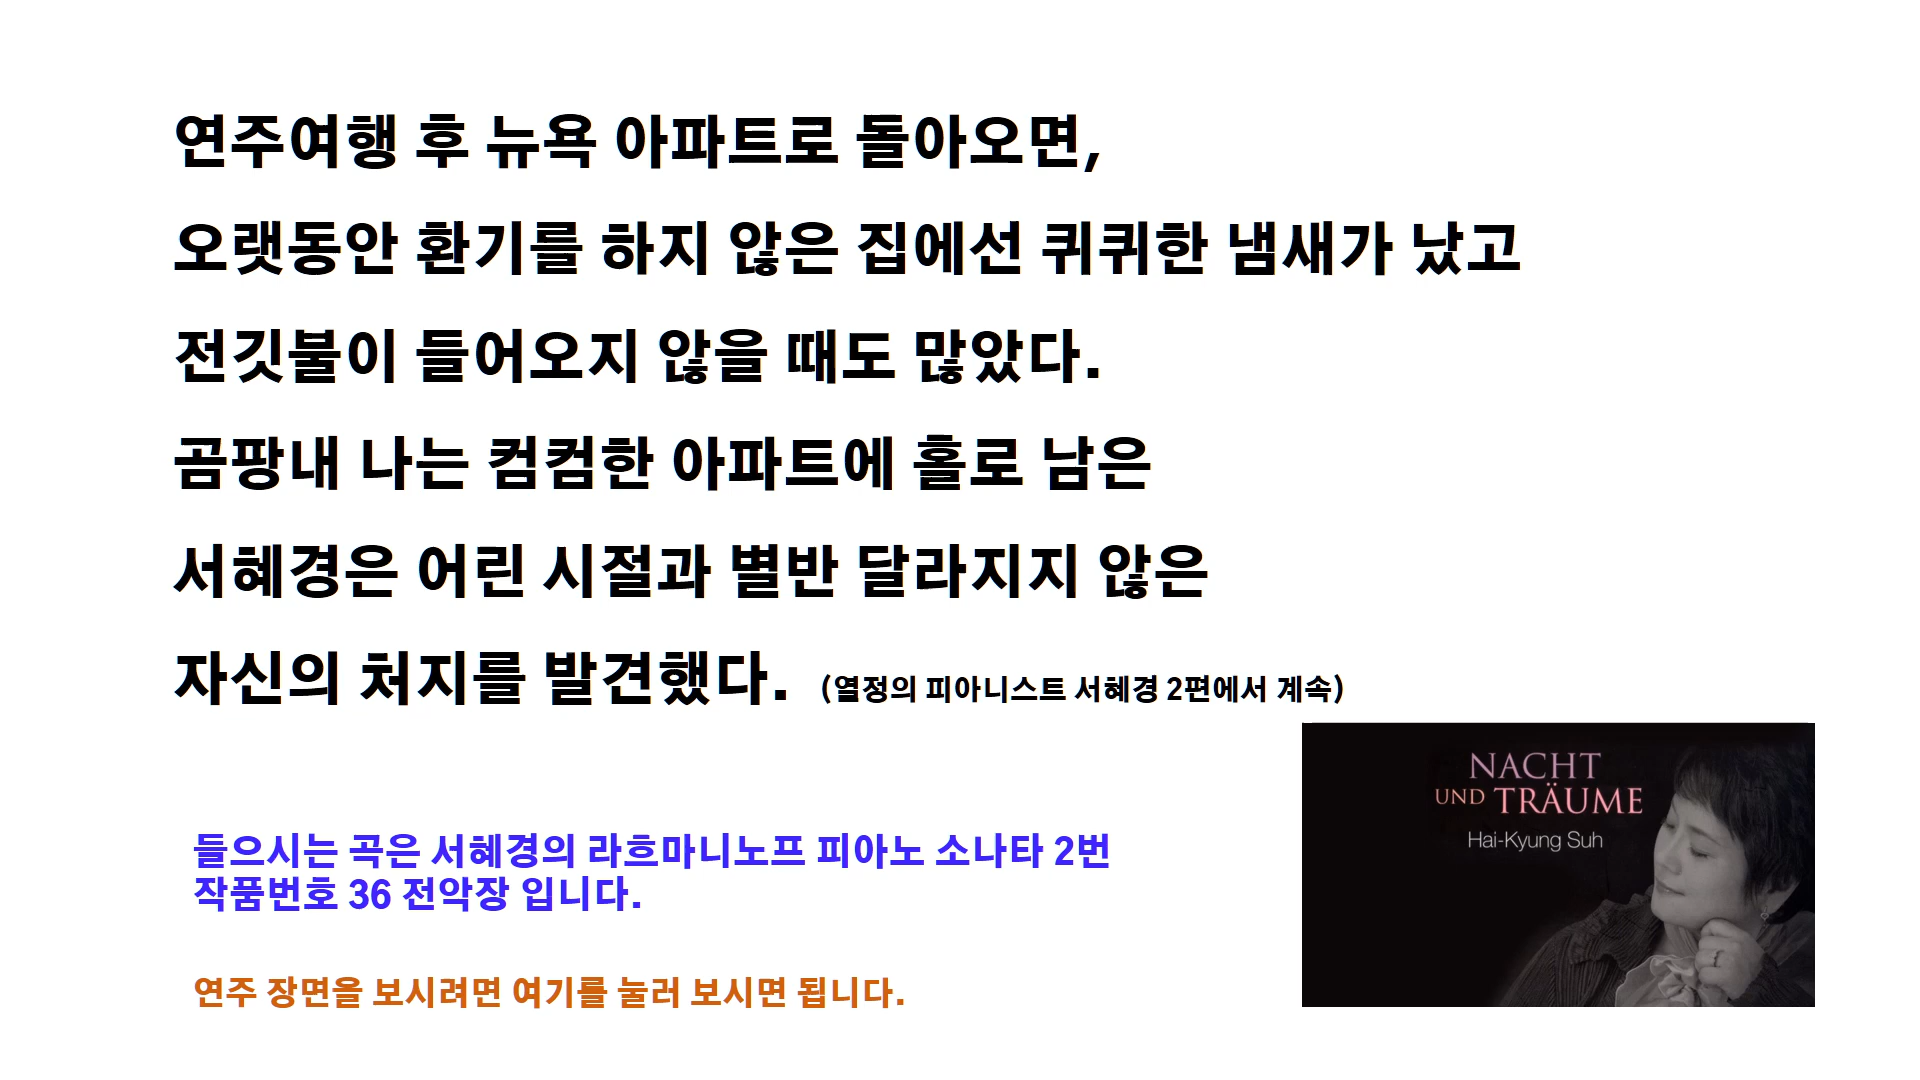 연주여행 후 뉴욕 아파트로 돌아오면,
오랫동안 환기를 하지 않은 집에선 퀴퀴한 냄새가 났고
전깃불이 들어오지 않을 때도 많았다.
곰팡내 나는 컴컴한 아파트에 홀로 남은
서혜경은 어린 시절과 별반 달라지지 않은
자신의 처지를 발견했다. (열정의 피아니스트 서혜경 2편에서 계속)
NACHT
UND TRÄUME
Hai-Kyung Suh
들으시는 곡은 서혜경의 라흐마니노프 피아노 소나타 2번
작품번호 36 전악장 입니다.
연주 장면을 보시려면 여기를 눌러 보시면 됩니다.